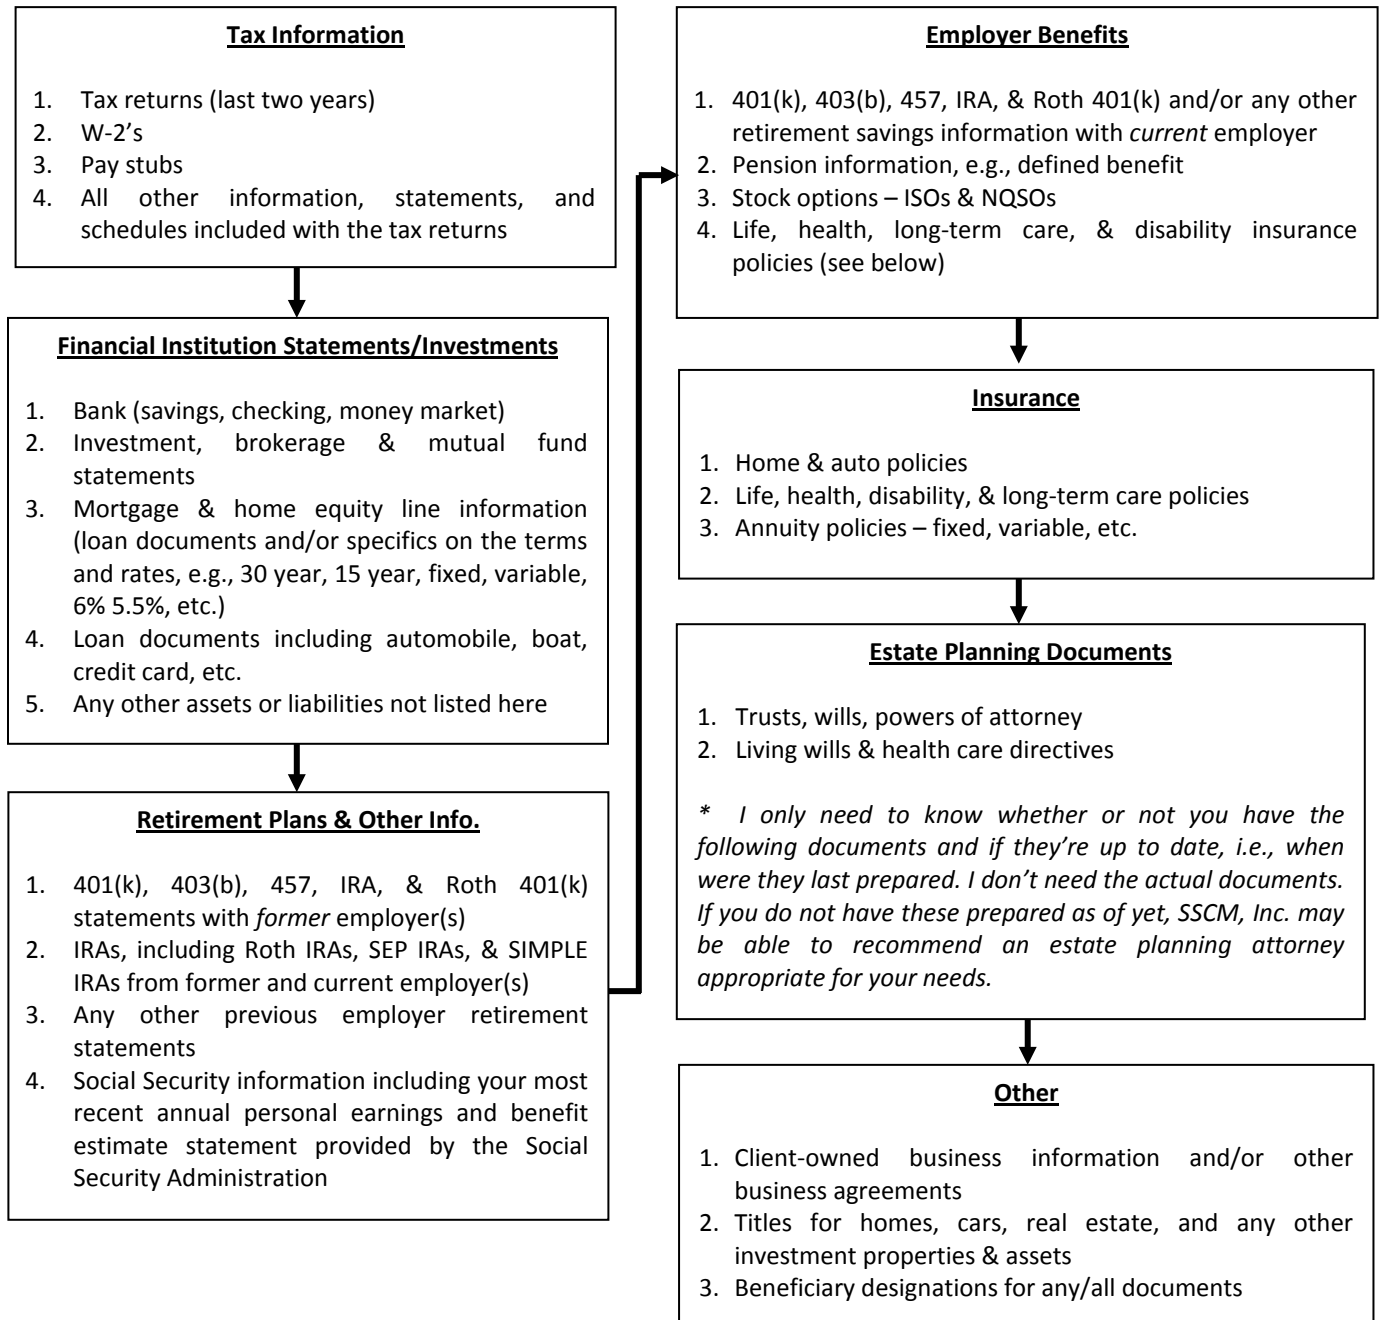 Tax Information
1. Tax returns (last two years)
2. W-2’s
3. Pay stubs
4. All other information, statements, and
schedules included with the tax returns
Financial Institution Statements/Investments
1. Bank (savings, checking, money market)
2. Investment, brokerage & mutual fund
statements
3. Mortgage & home equity line information
(loan documents and/or specifics on the terms
and rates, e.g., 30 year, 15 year, fixed, variable,
6% 5.5%, etc.)
4. Loan documents including automobile, boat,
credit card, etc.
5. Any other assets or liabilities not listed here
Retirement Plans & Other Info.
1. 401(k), 403(b), 457, IRA, & Roth 401(k)
statements with former employer(s)
2. IRAs, including Roth IRAs, SEP IRAs, & SIMPLE
IRAs from former and current employer(s)
3. Any other previous employer retirement
statements
4. Social Security information including your most
recent annual personal earnings and benefit
estimate statement provided by the Social
Security Administration
Employer Benefits
1. 401(k), 403(b), 457, IRA, & Roth 401(k) and/or any other
retirement savings information with current employer
2. Pension information, e.g., defined benefit
3. Stock options – ISOs & NQSOs
4. Life, health, long-term care, & disability insurance
policies (see below)
Insurance
1. Home & auto policies
2. Life, health, disability, & long-term care policies
3. Annuity policies – fixed, variable, etc.
Estate Planning Documents
1. Trusts, wills, powers of attorney
2. Living wills & health care directives
* I only need to know whether or not you have the
following documents and if they’re up to date, i.e., when
were they last prepared. I don’t need the actual documents.
If you do not have these prepared as of yet, SSCM, Inc. may
be able to recommend an estate planning attorney
appropriate for your needs.
Other
1. Client-owned business information and/or other
business agreements
2. Titles for homes, cars, real estate, and any other
investment properties & assets
3. Beneficiary designations for any/all documents